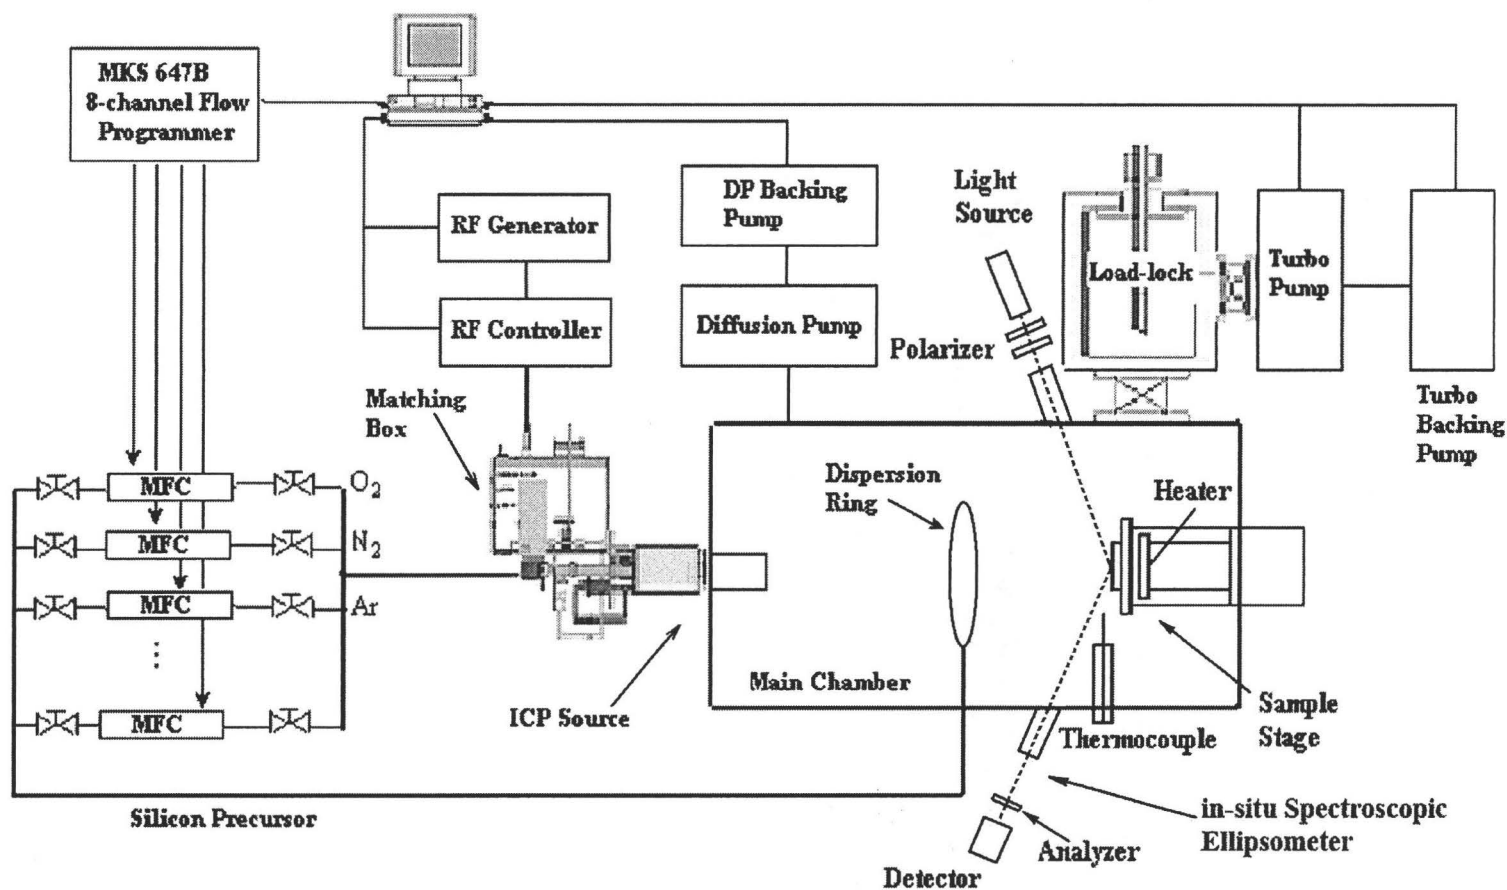 MKS 647B
8-channel Flow
Programmer
RF Generator
RF Controller
DP Backing
Pump
Diffusion Pump
Light
Source
Polarizer
Load-lock
Turbo
Pump
Turbo
Backing
Pump
Matching
Box
MFC
O2
MFC
N2
MFC
Ar
MFC
Dispersion
Ring
Heater
Main Chamber
ICP Source
Thermocouple
Sample
Stage
Silicon Precursor
in-situ Spectroscopic
Ellipsometer
Analyzer
Detector